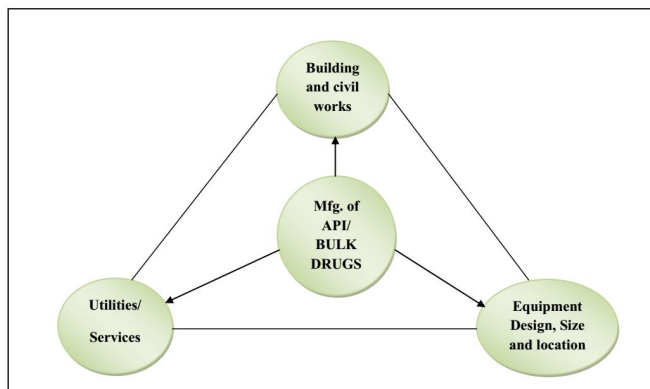 Building
and civil
works
Mfg. of
API/
BULK
DRUGS
Utilities/
Services
Equipment
Design, Size
and location